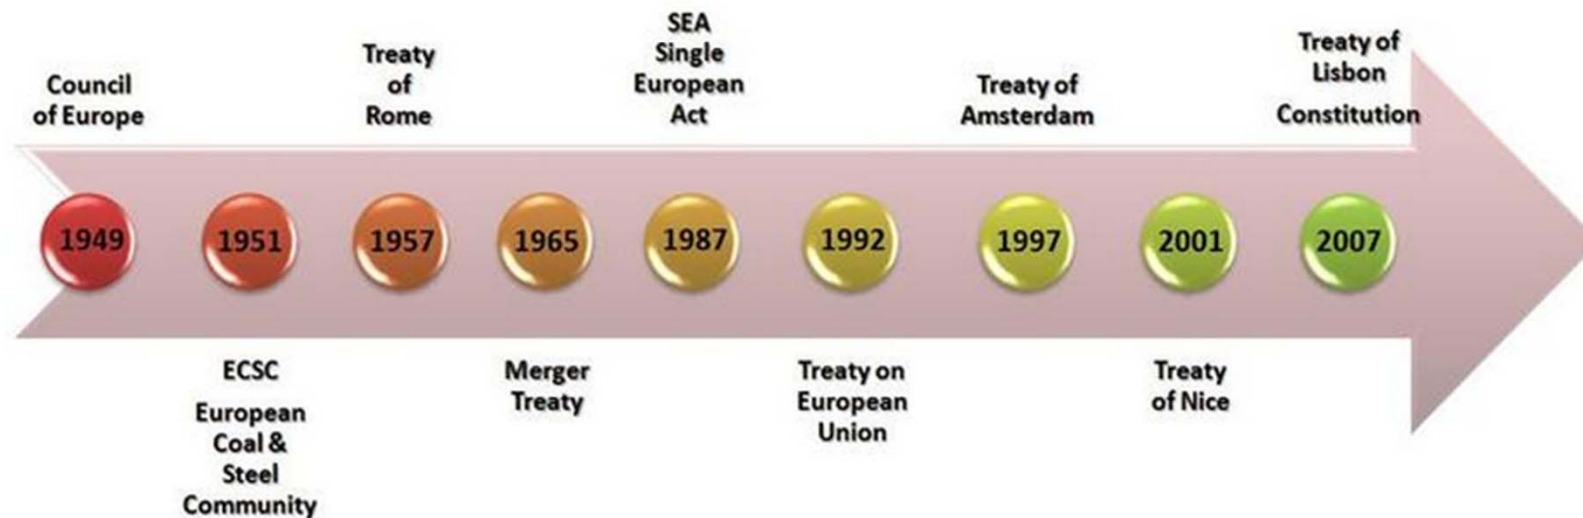 Council
of Europe
Treaty
of
Rome
SEA
Single
European
Act
Treaty of
Amsterdam
Treaty of
Lisbon
Constitution
1949
1951
1957
1965
1987
1992
1997
2001
2007
ECSC
European
Coal &
Steel
Community
Merger
Treaty
Treaty on
European
Union
Treaty
of Nice